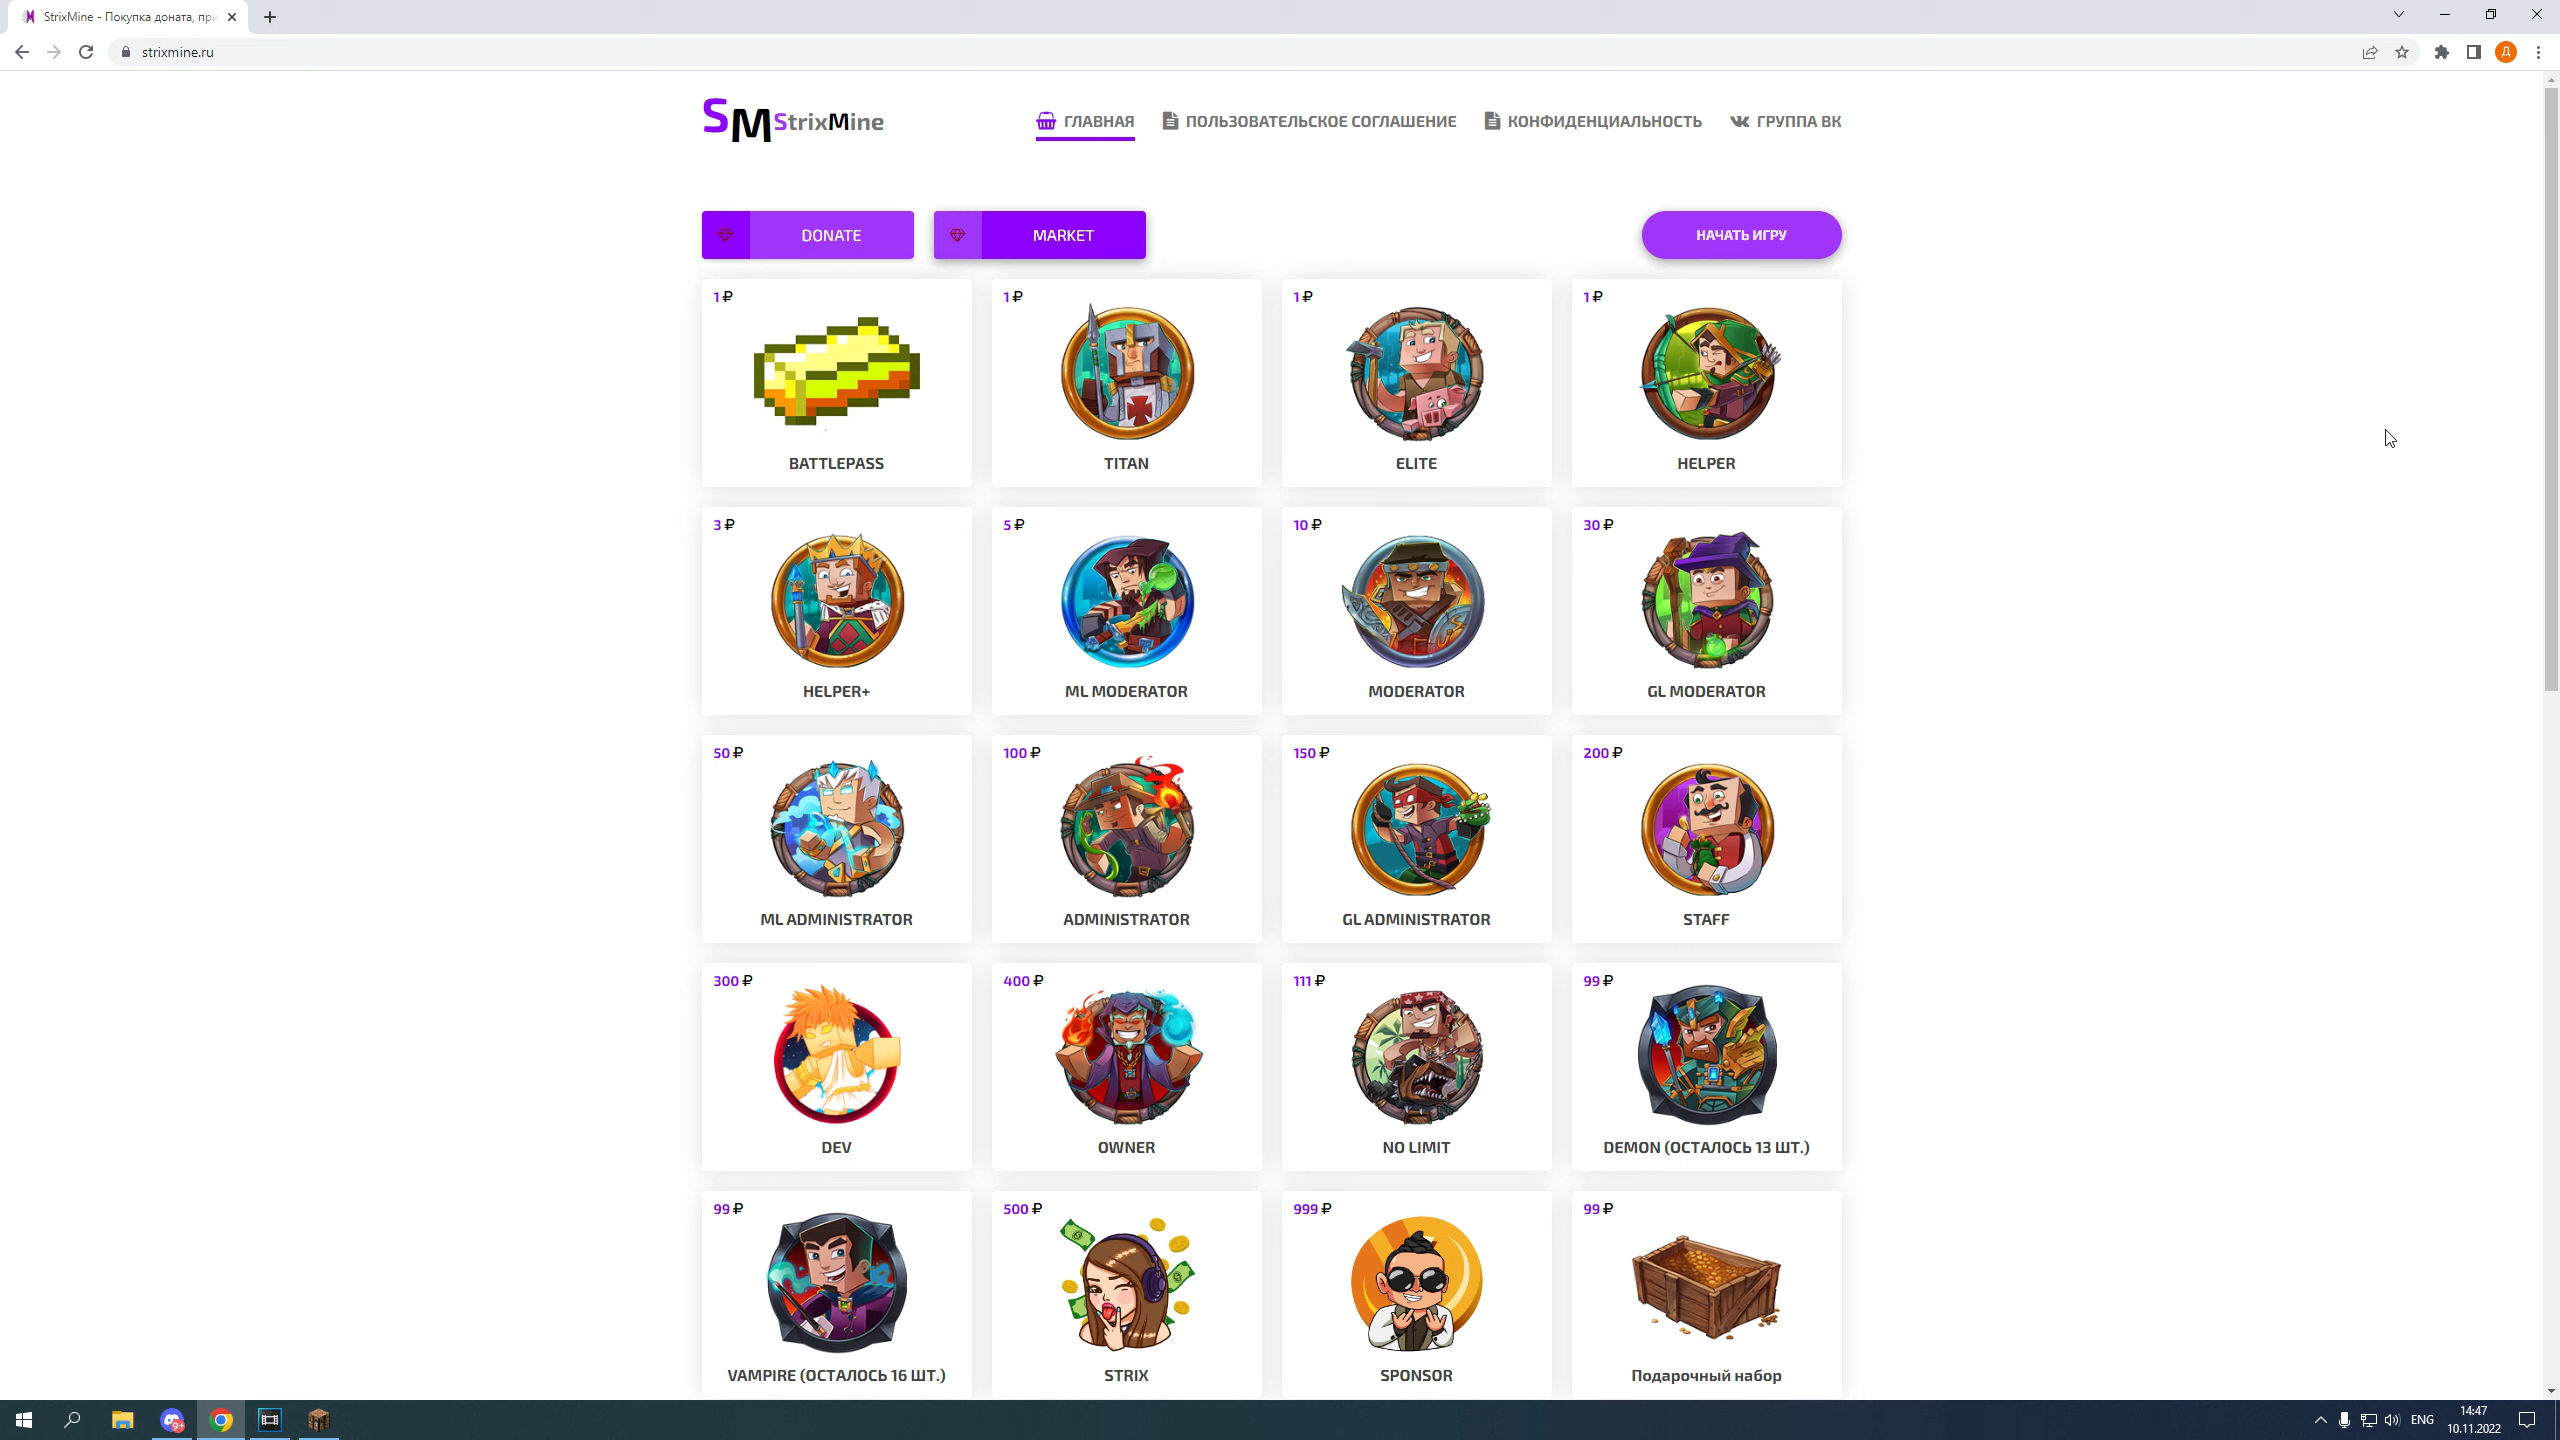 StrixMine - Покупка доната, при
strixmine.ru
Д
SM StrixMine
ГЛАВНАЯ
ПОЛЬЗОВАТЕЛЬСКОЕ СОГЛАШЕНИЕ
КОНФИДЕНЦИАЛЬНОСТЬ
ГРУППА ВК
DONATE
MARKET
НАЧАТЬ ИГРУ
1 ₽
1 ₽
1 ₽
1 ₽
BATTLEPASS
TITAN
ELITE
HELPER
3 ₽
5 ₽
10 ₽
30 ₽
HELPER+
ML MODERATOR
MODERATOR
GL MODERATOR
50 ₽
100 ₽
150 ₽
200 ₽
ML ADMINISTRATOR
ADMINISTRATOR
GL ADMINISTRATOR
STAFF
300 ₽
400 ₽
111 ₽
99 ₽
DEV
OWNER
NO LIMIT
DEMON (ОСТАЛОСЬ 13 ШТ.)
99 ₽
500 ₽
999 ₽
99 ₽
VAMPIRE (ОСТАЛОСЬ 16 ШТ.)
STRIX
SPONSOR
Подарочный набор
9+
ENG
14:47
10.11.2022